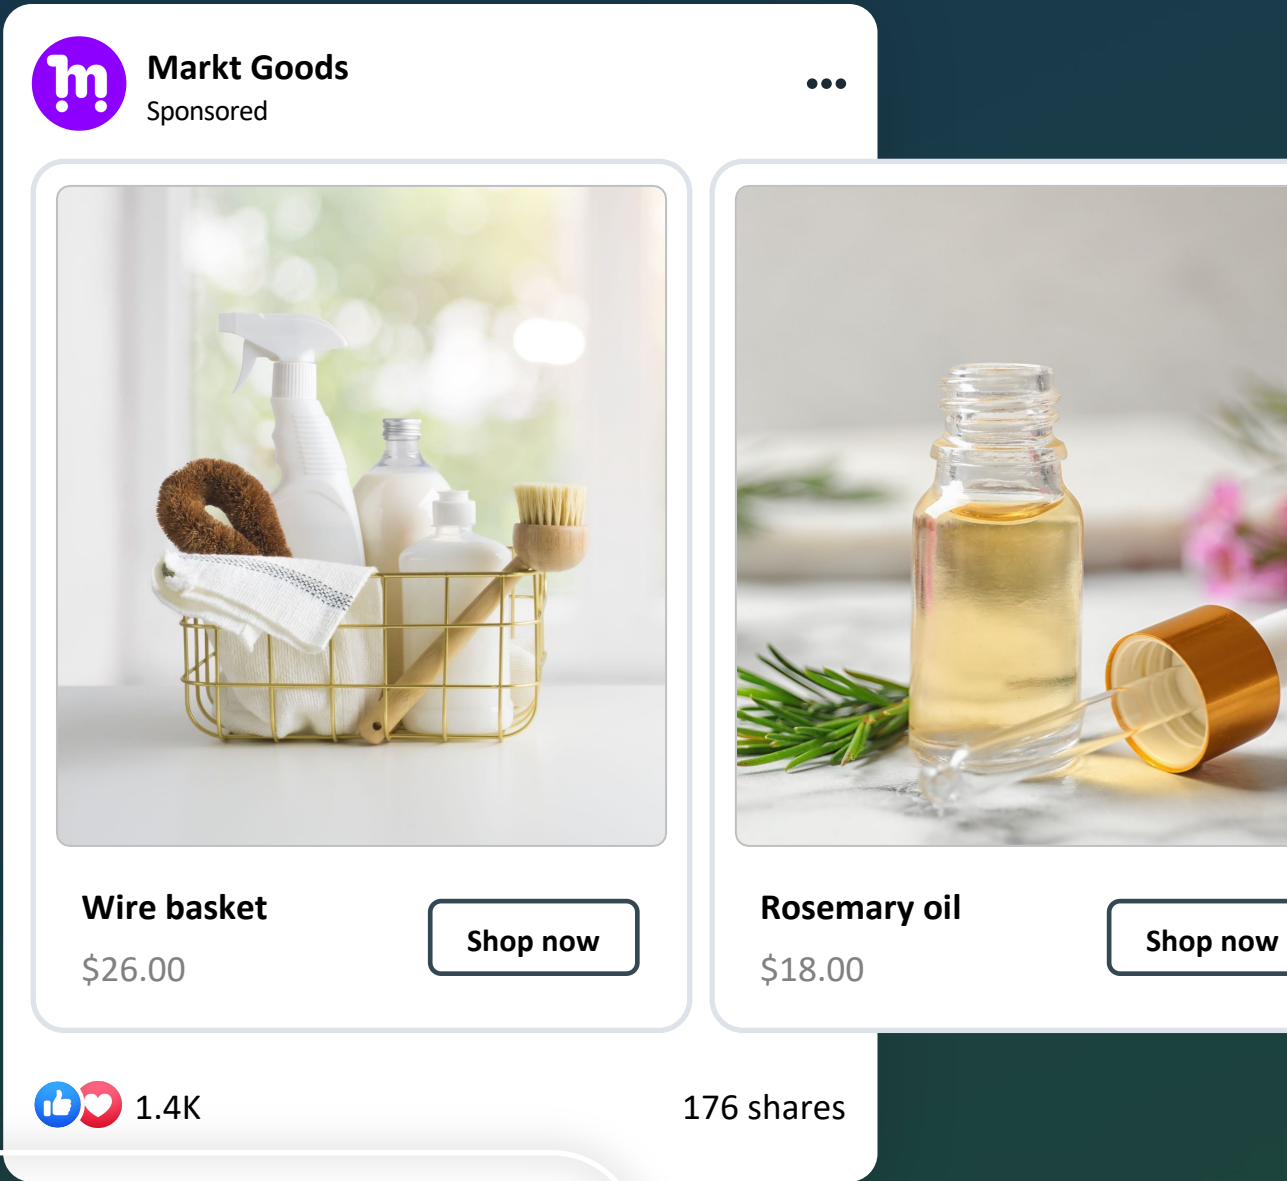 Markt Goods
Sponsored
Wire basket
$26.00
Shop now
Rosemary oil
$18.00
Shop now
1.4K
176 shares